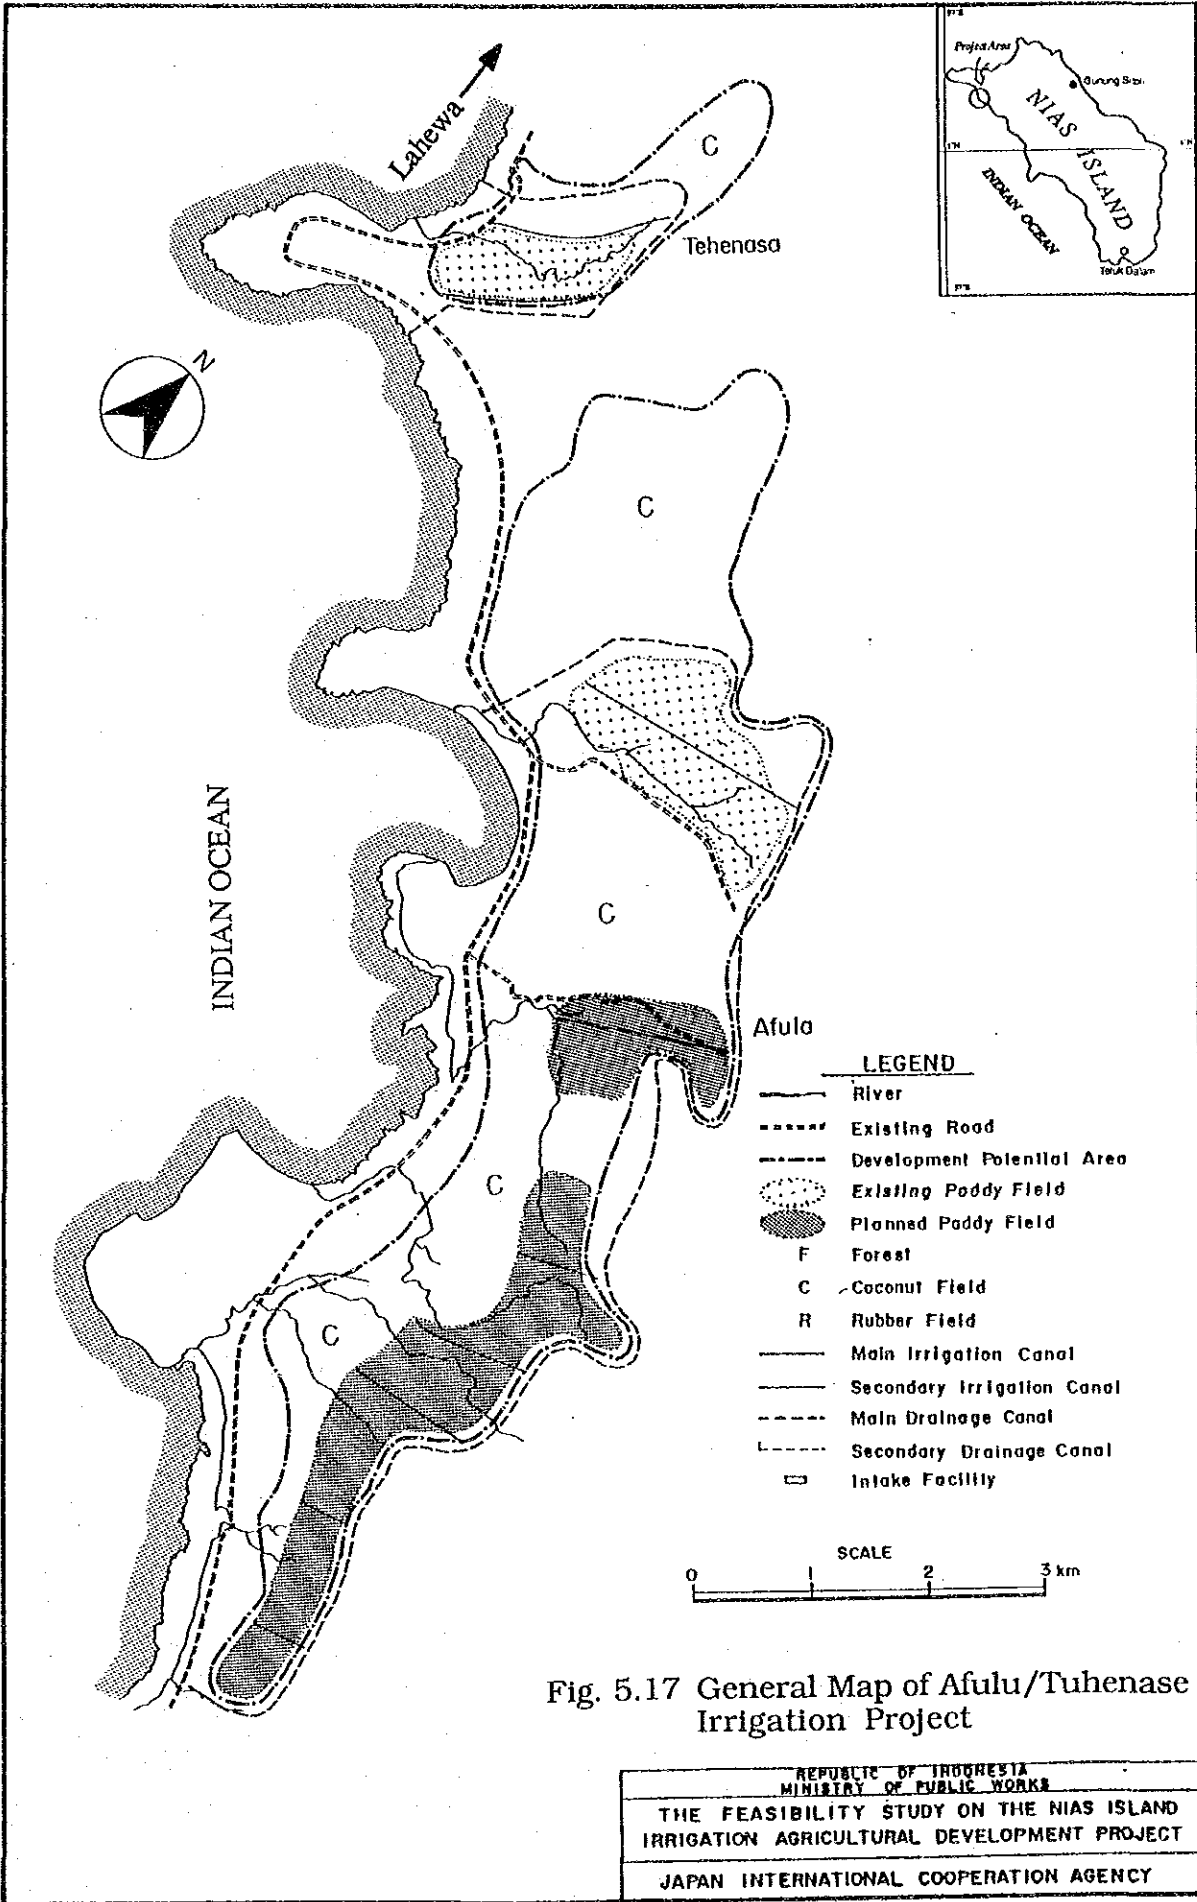 Lahewa
C
Tehenasa
N
C
INDIAN OCEAN
C
Afulu
C
C
Project Area
NIAS ISLAND
INDIAN OCEAN
Teluk Dalam
1°N
LEGEND
River
Existing Road
Development Potential Area
Existing Paddy Field
Planned Paddy Field
F Forest
C Coconut Field
R Rubber Field
Main Irrigation Canal
Secondary Irrigation Canal
Main Drainage Canal
Secondary Drainage Canal
Intake Facility
SCALE
0 1 2 3 km
Fig. 5.17 General Map of Afulu/Tuhenase
Irrigation Project
REPUBLIC OF INDONESIA
MINISTRY OF PUBLIC WORKS
THE FEASIBILITY STUDY ON THE NIAS ISLAND
IRRIGATION AGRICULTURAL DEVELOPMENT PROJECT
JAPAN INTERNATIONAL COOPERATION AGENCY